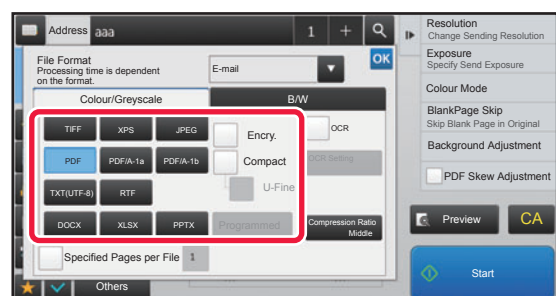 Address aaa 1 +
File Format
Processing time is dependent
on the format.
E-mail
OK
Colour/Greyscale
B/W
TIFF XPS JPEG Encry. OCR
PDF PDF/A-1a PDF/A-1b Compact OCR Setting
TXT(UTF-8) RTF U-Fine
DOCX XLSX PPTX Programmed Compression Ratio
Middle
Specified Pages per File 1
Others
Resolution
Change Sending Resolution
Exposure
Specify Send Exposure
Colour Mode
BlankPage Skip
Skip Blank Page in Original
Background Adjustment
PDF Skew Adjustment
Preview CA
Start